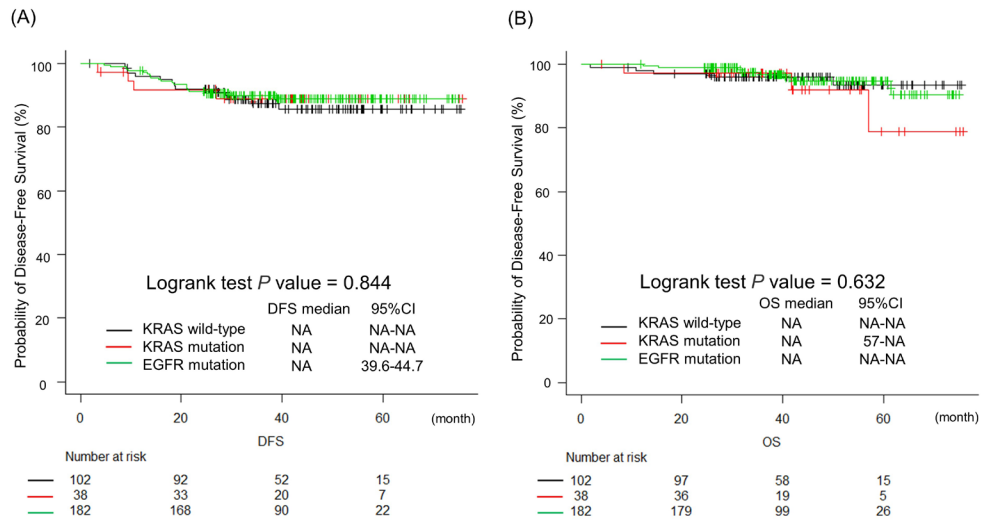 (A)
Probability of Disease-Free Survival (%)
100
80
60
40
20
0
Logrank test P value = 0.844
DFS median 95%CI
KRAS wild-type NA NA-NA
KRAS mutation NA NA-NA
EGFR mutation NA 39.6-44.7
0 20 40 60 (month)
DFS
Number at risk
102 92 52 15
38 33 20 7
182 168 90 22
(B)
Probability of Disease-Free Survival (%)
100
80
60
40
20
0
Logrank test P value = 0.632
OS median 95%CI
KRAS wild-type NA NA-NA
KRAS mutation NA 57-NA
EGFR mutation NA NA-NA
0 20 40 60 (month)
OS
Number at risk
102 97 58 15
38 36 19 5
182 179 99 26